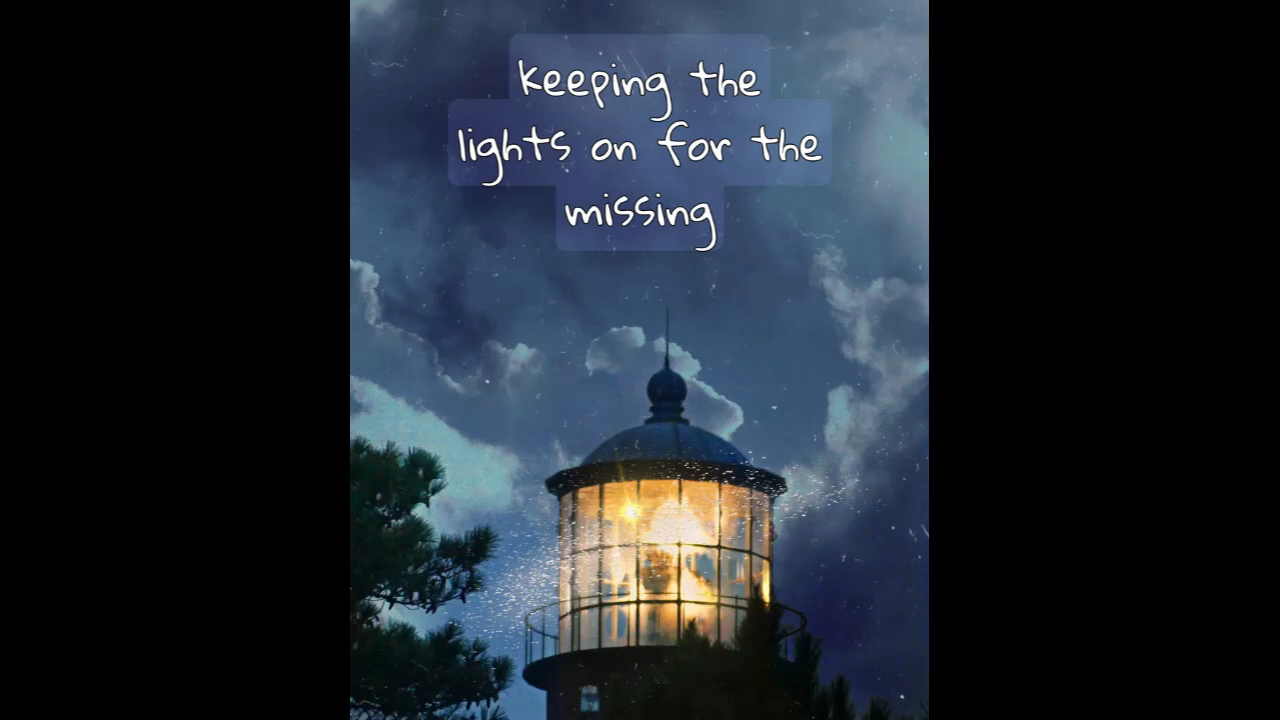 keeping the
lights on for the
missing